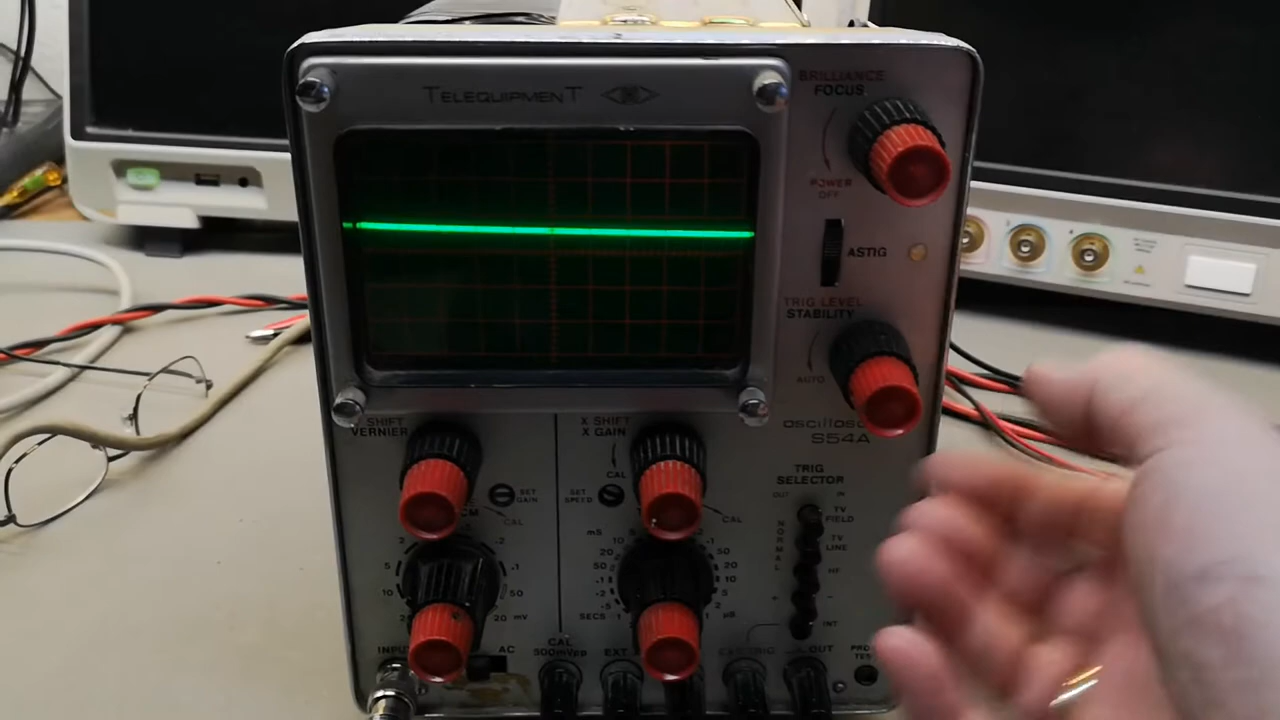 TELEQUIPMENT
BRILLIANCE
FOCUS
POWER
OFF
ASTIG
TRIG LEVEL
STABILITY
AUTO
S54A
SHIFT
VERNIER
X SHIFT
X GAIN
CAL
SET
GAIN
CAL
SET
SPEED
CAL
TRIG
SELECTOR
OUT
IN
TV
FIELD
TV
LINE
HF
NORMAL
+
−
INT
CM
2
.2
5
.1
10
50
20 mV
mS
10
20
50
.1
.2
.5
SECS
1
.1
50
20
10
5
2
1
µS
INPUT
AC
CAL
500mVpp
EXT
OUT